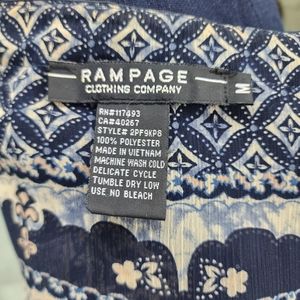 RAMPAGE
CLOTHING COMPANY
M
RN#117693
CA#40267
STYLE# 2PF9KP8
100% POLYESTER
MADE IN VIETNAM
MACHINE WASH COLD
DELICATE CYCLE
TUMBLE DRY LOW
USE NO BLEACH